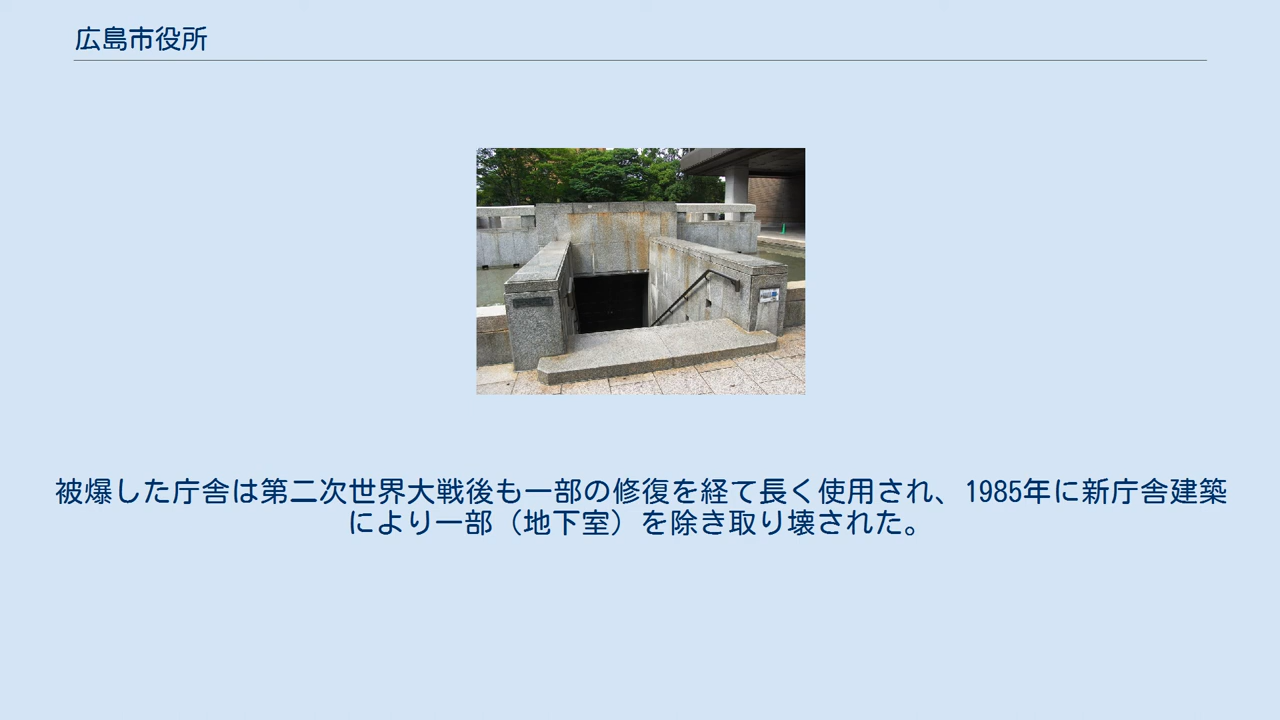 広島市役所
被爆した庁舎は第二次世界大戦後も一部の修復を経て長く使用され、1985年に新庁舎建築
により一部（地下室）を除き取り壊された。